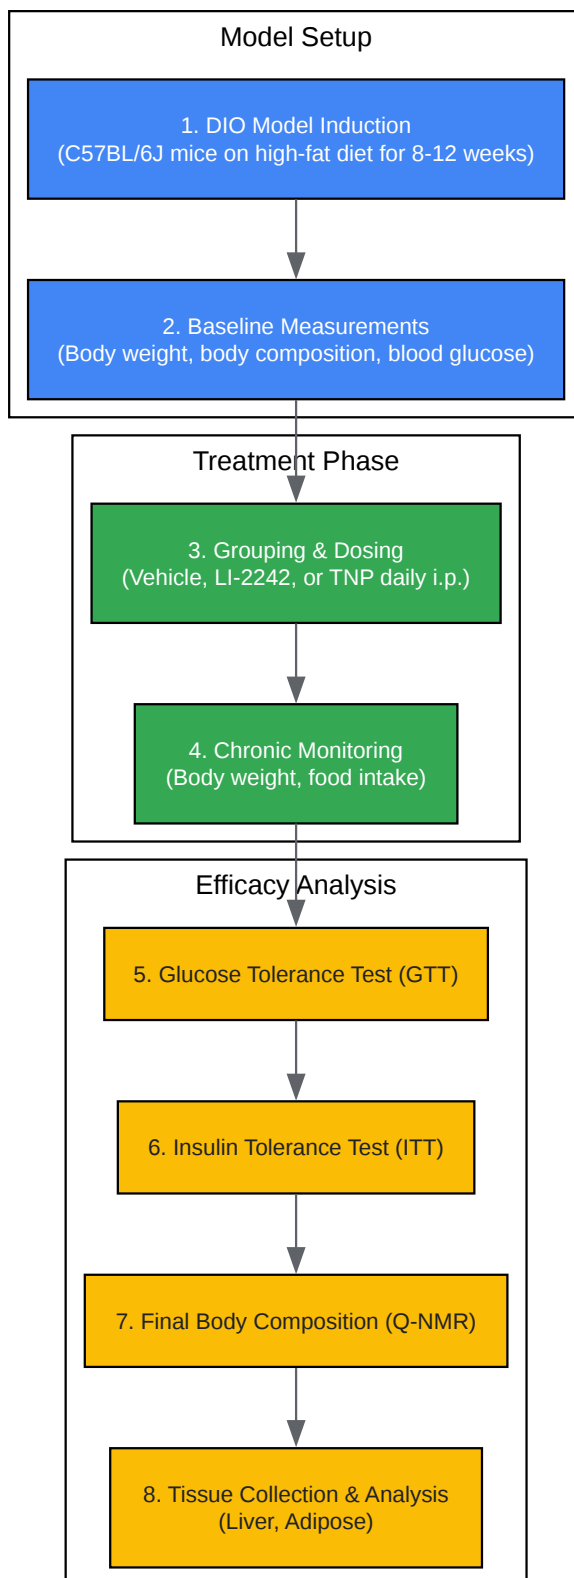 Model Setup
1. DIO Model Induction
(C57BL/6J mice on high-fat diet for 8-12 weeks)
2. Baseline Measurements
(Body weight, body composition, blood glucose)
Treatment Phase
3. Grouping & Dosing
(Vehicle, LI-2242, or TNP daily i.p.)
4. Chronic Monitoring
(Body weight, food intake)
Efficacy Analysis
5. Glucose Tolerance Test (GTT)
6. Insulin Tolerance Test (ITT)
7. Final Body Composition (Q-NMR)
8. Tissue Collection & Analysis
(Liver, Adipose)